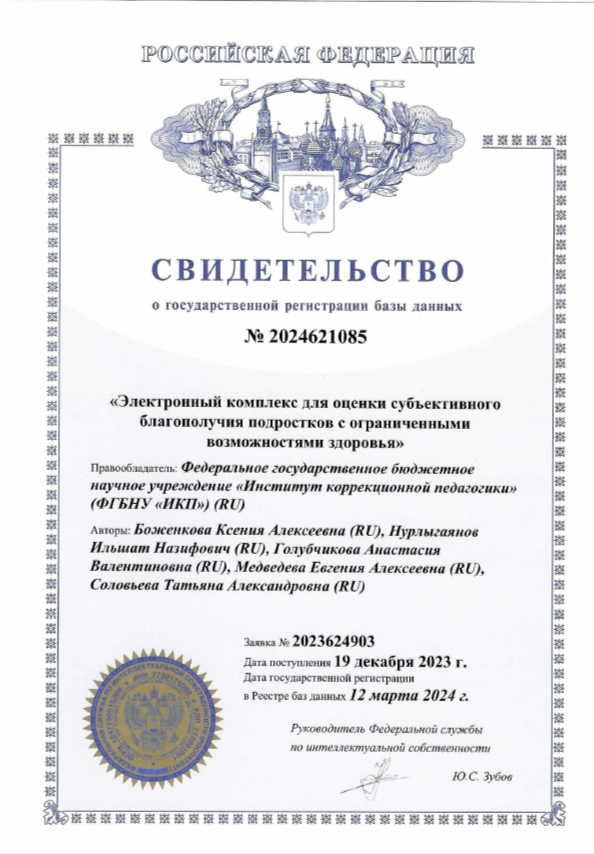 РОССИЙСКАЯ ФЕДЕРАЦИЯ
СВИДЕТЕЛЬСТВО
о государственной регистрации базы данных
№ 2024621085
«Электронный комплекс для оценки субъективного
благополучия подростков с ограниченными
возможностями здоровья»
Правообладатель: Федеральное государственное бюджетное
научное учреждение «Институт коррекционной педагогики»
(ФГБНУ «ИКП») (RU)
Авторы: Боженкова Ксения Алексеевна (RU), Нурлыгаянов
Ильшат Назифович (RU), Голубчикова Анастасия
Валентиновна (RU), Медведева Евгения Алексеевна (RU),
Соловьева Татьяна Александровна (RU)
Заявка № 2023624903
Дата поступления 19 декабря 2023 г.
Дата государственной регистрации
в Реестре баз данных 12 марта 2024 г.
Руководитель Федеральной службы
по интеллектуальной собственности
Ю.С. Зубов